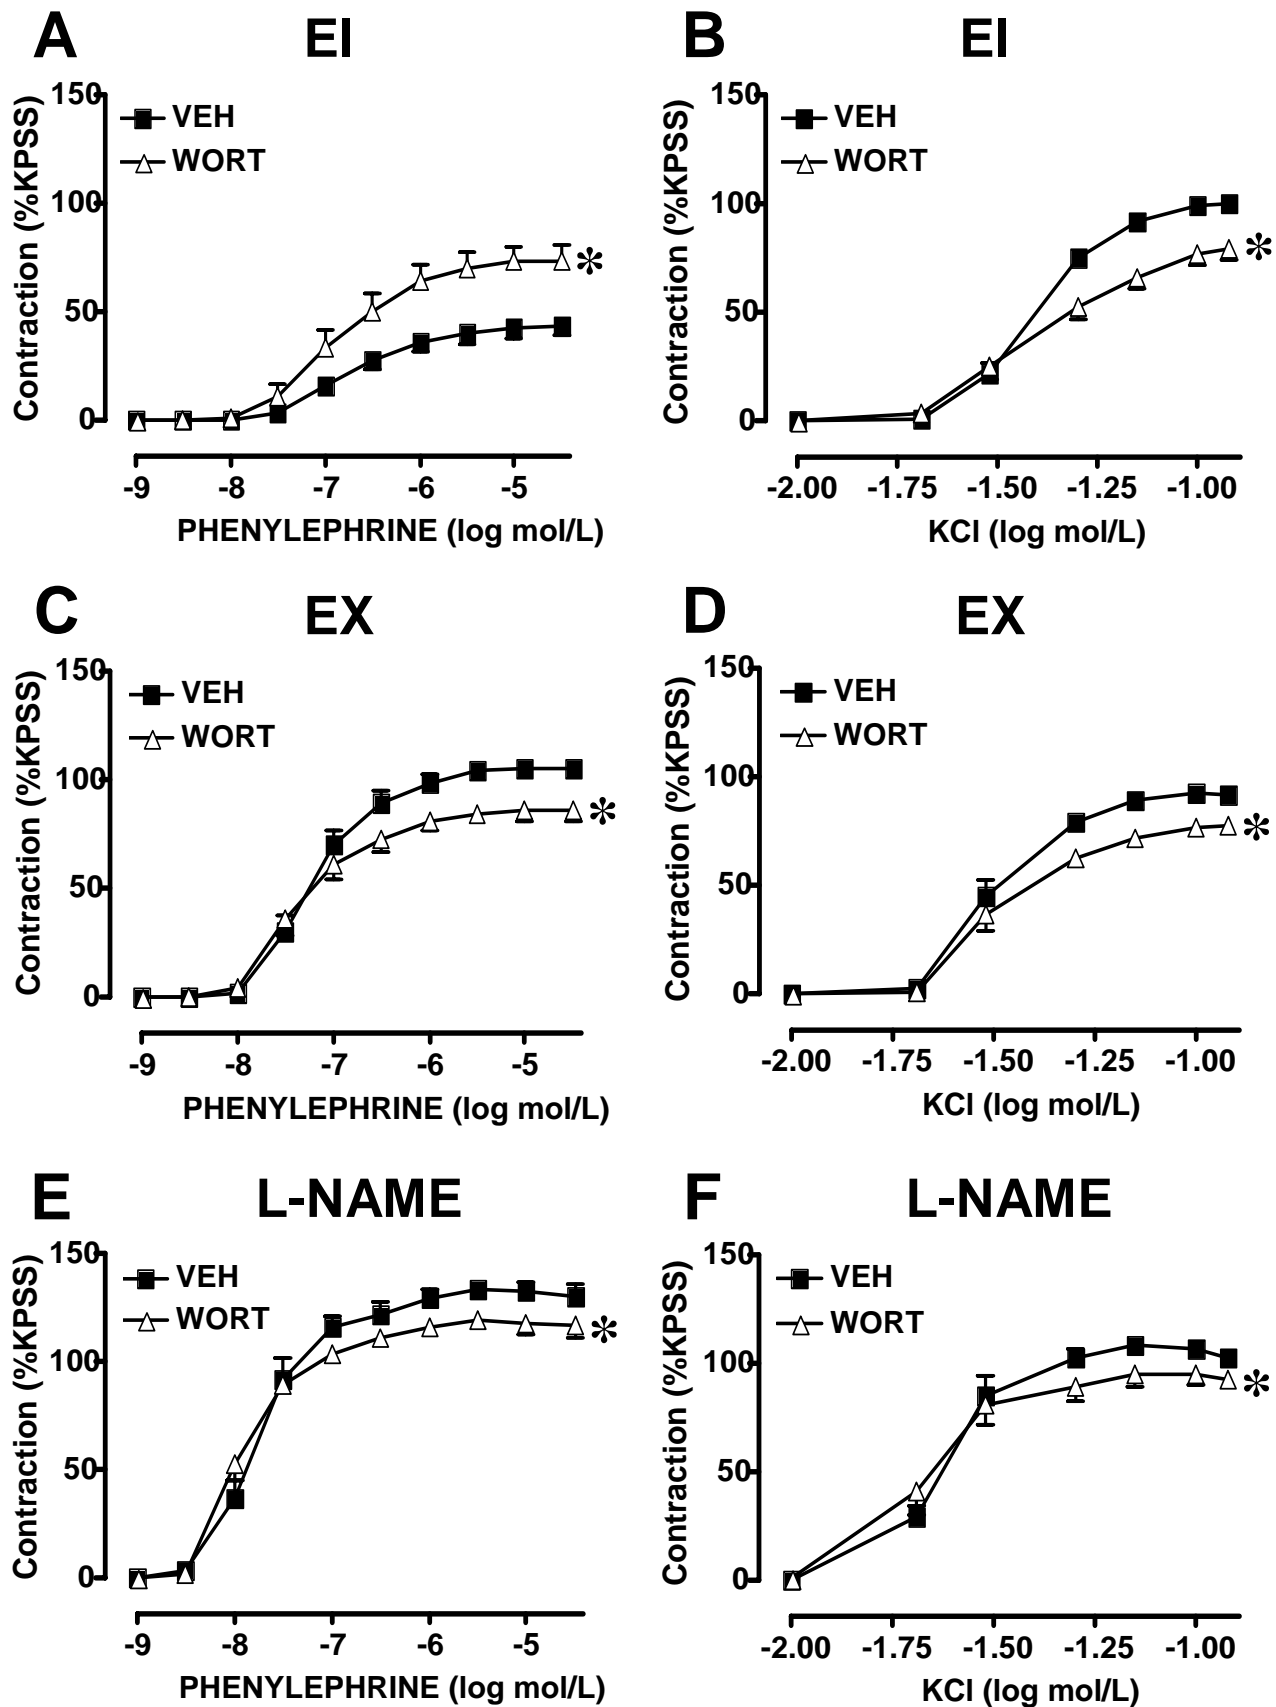 A EI
150
100
50
0
Contraction (%KPSS)
VEH
WORT
*
-9 -8 -7 -6 -5
PHENYLEPHRINE (log mol/L)
B EI
150
100
50
0
Contraction (%KPSS)
VEH
WORT
*
-2.00 -1.75 -1.50 -1.25 -1.00
KCl (log mol/L)
C EX
150
100
50
0
Contraction (%KPSS)
VEH
WORT
*
-9 -8 -7 -6 -5
PHENYLEPHRINE (log mol/L)
D EX
150
100
50
0
Contraction (%KPSS)
VEH
WORT
*
-2.00 -1.75 -1.50 -1.25 -1.00
KCl (log mol/L)
E L-NAME
150
100
50
0
Contraction (%KPSS)
VEH
WORT
*
-9 -8 -7 -6 -5
PHENYLEPHRINE (log mol/L)
F L-NAME
150
100
50
0
Contraction (%KPSS)
VEH
WORT
*
-2.00 -1.75 -1.50 -1.25 -1.00
KCl (log mol/L)